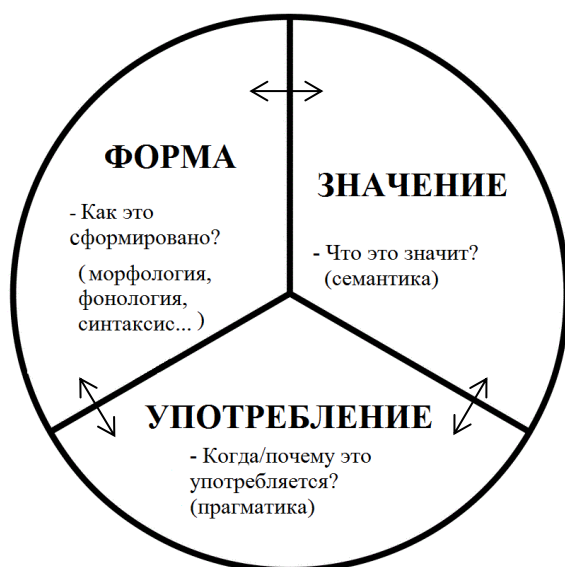 ФОРМА
- Как это
сформировано?
(морфология,
фонология,
синтаксис... )
ЗНАЧЕНИЕ
- Что это значит?
(семантика)
УПОТРЕБЛЕНИЕ
- Когда/почему это
употребляется?
(прагматика)